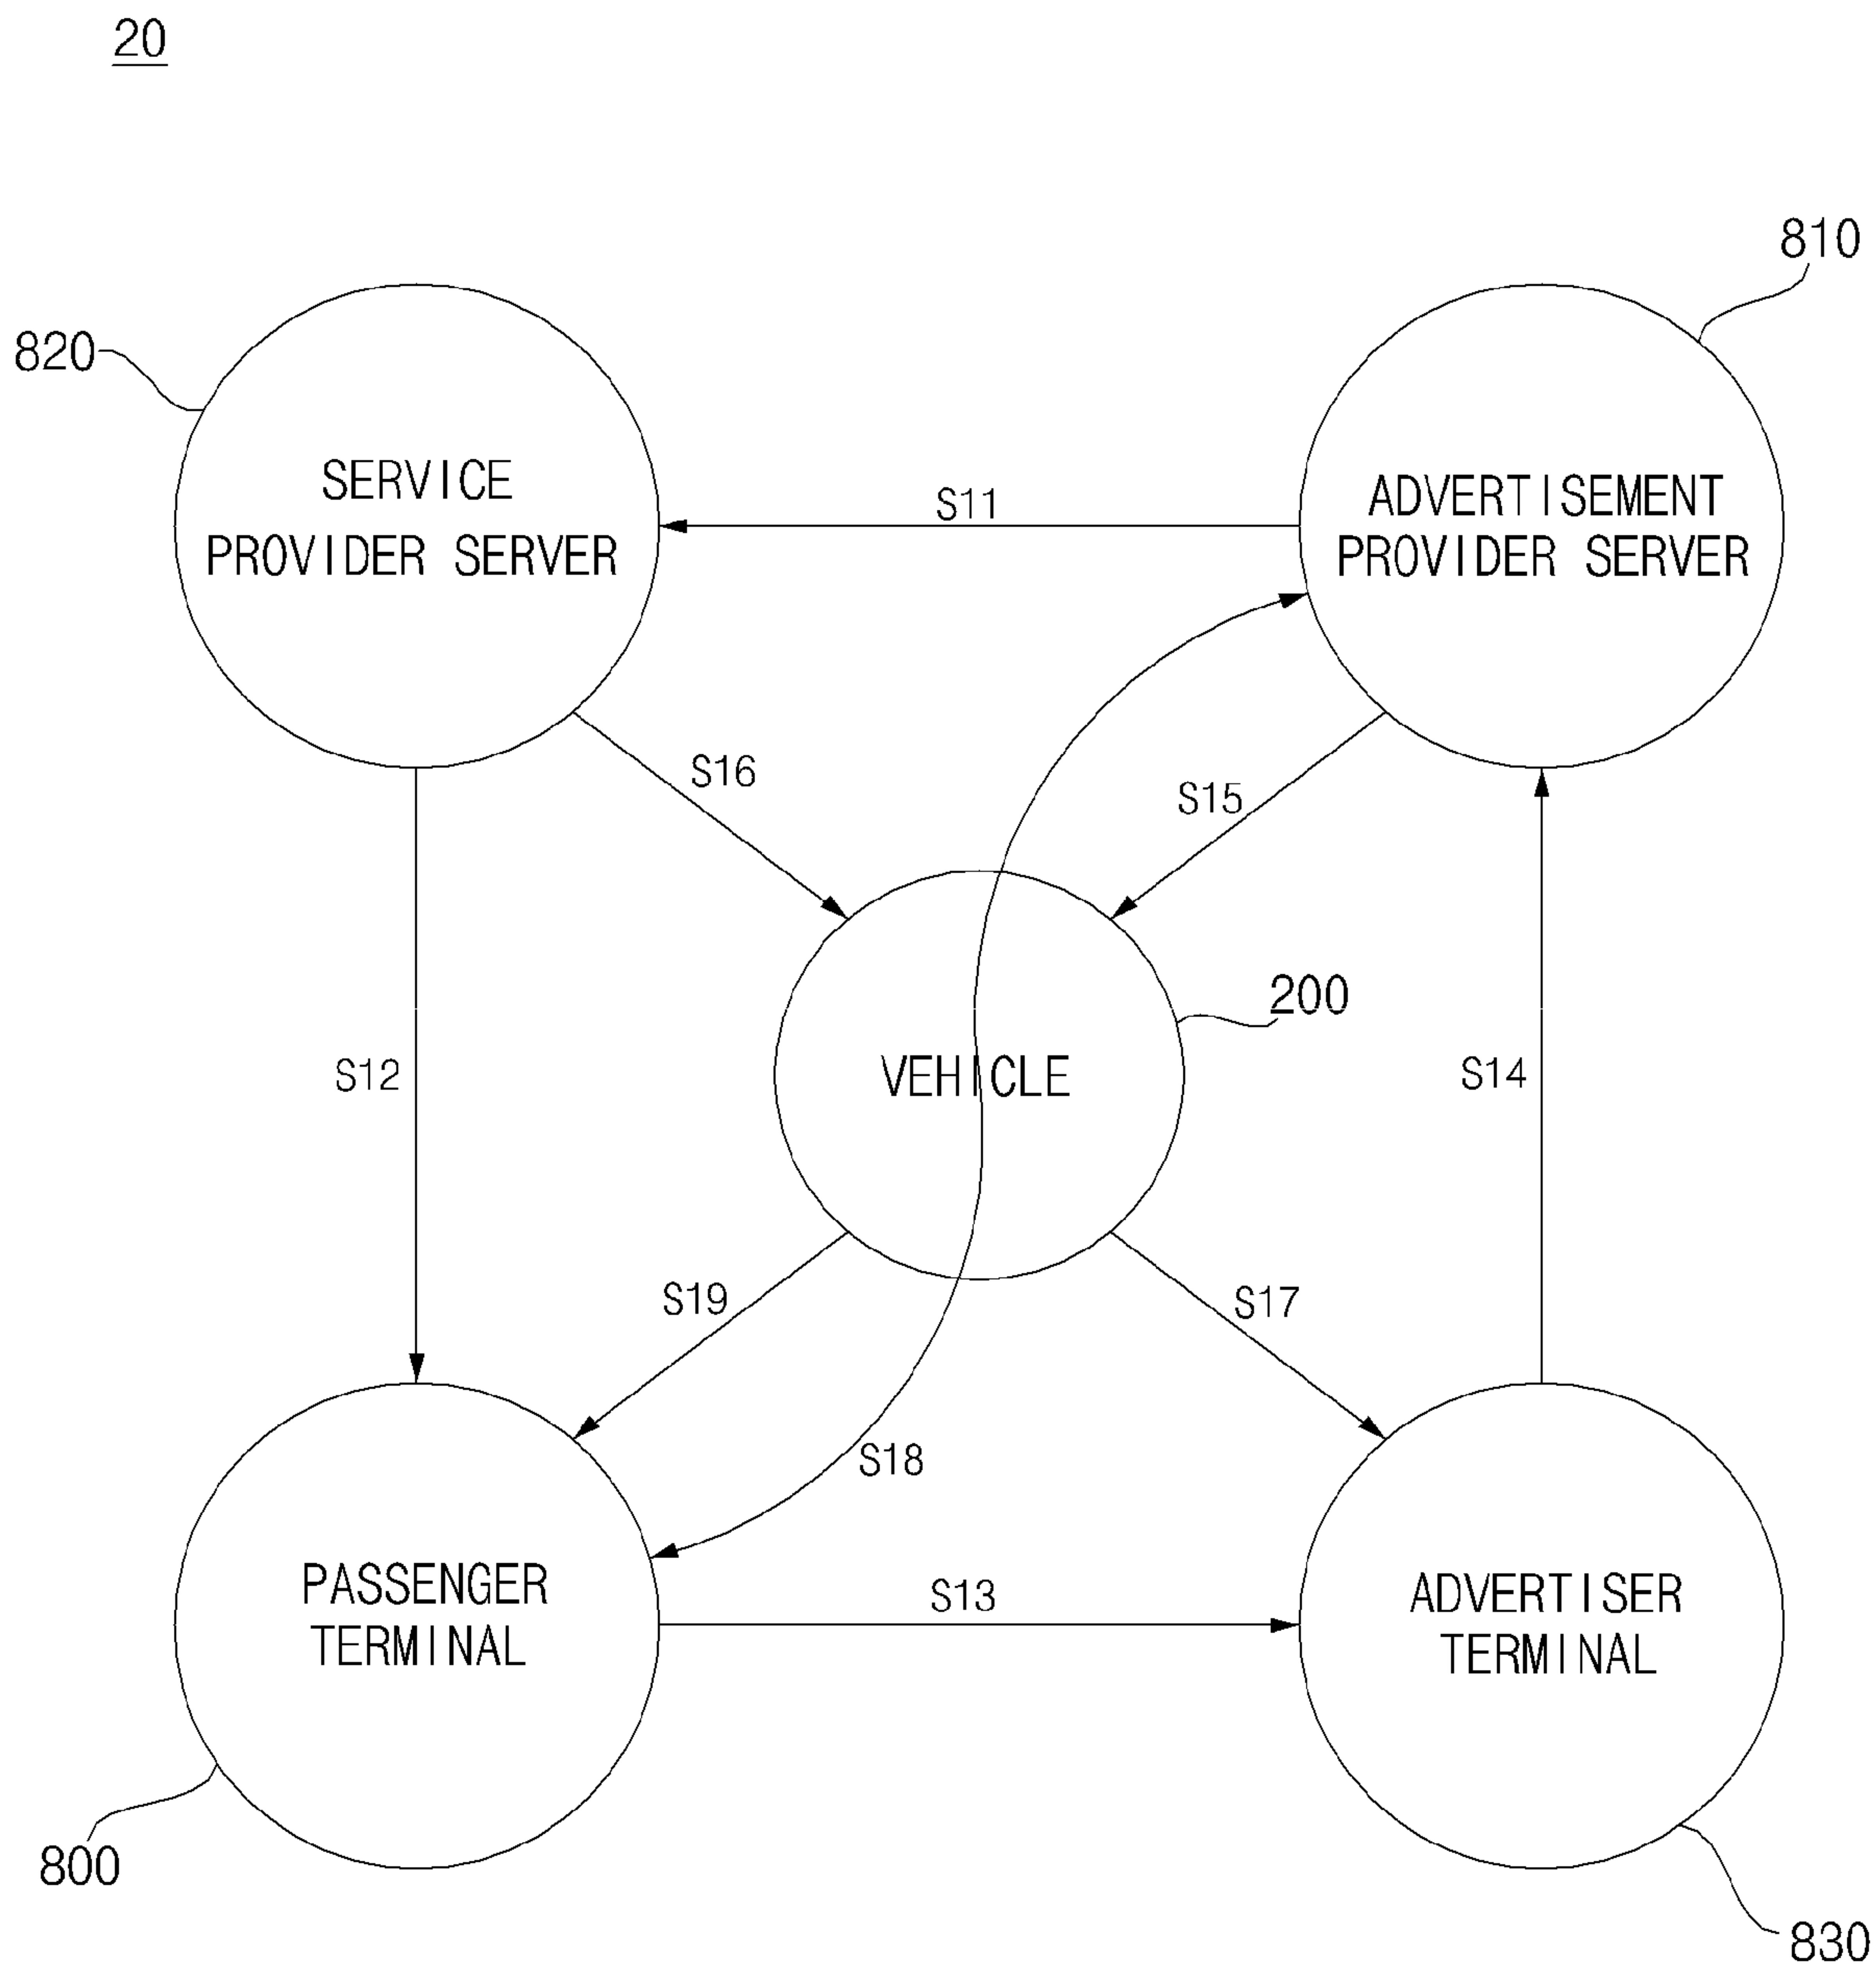 20
810
820
SERVICE
PROVIDER SERVER
ADVERTISEMENT
PROVIDER SERVER
S11
S16
S15
200
VEHICLE
S12
S14
S19
S17
S18
PASSENGER
TERMINAL
S13
ADVERTISER
TERMINAL
800
830